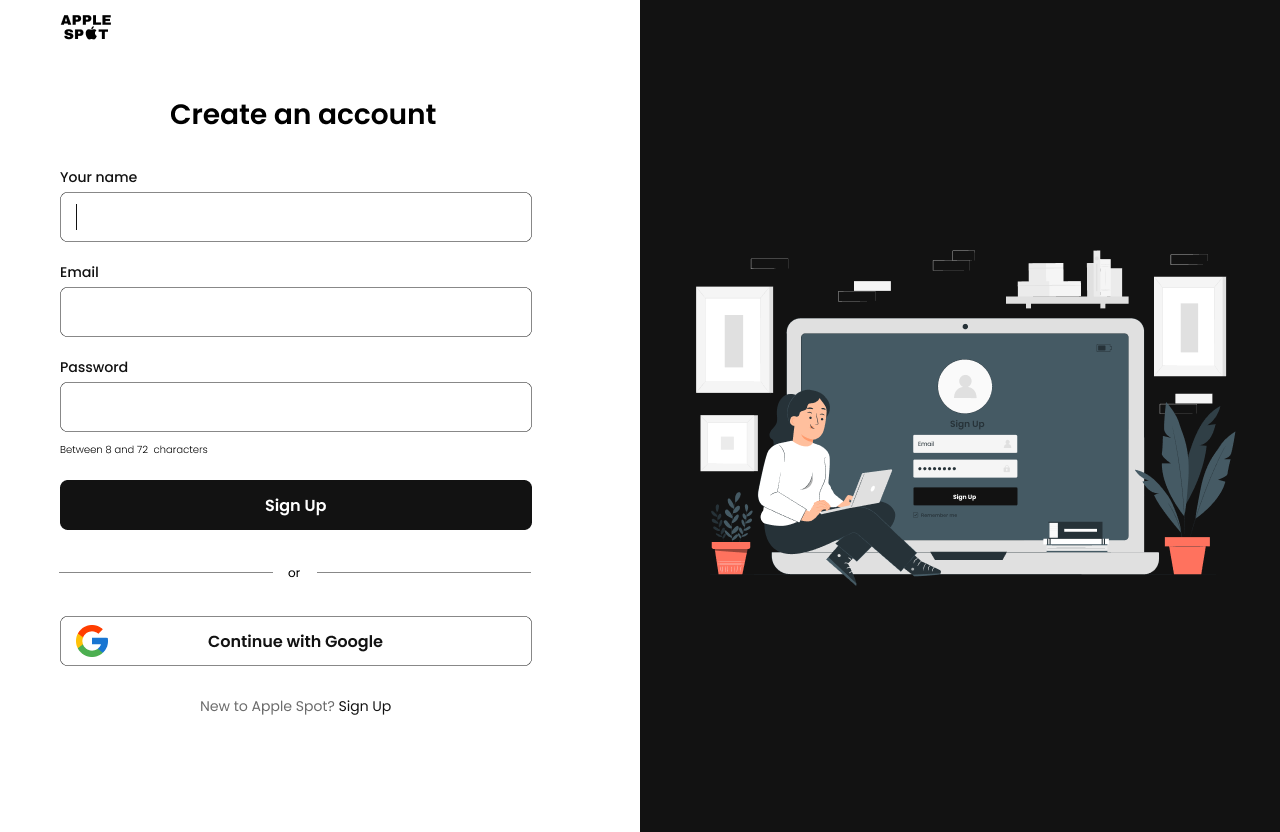 APPLE
SPOT
Create an account
Your name
Email
Password
Between 8 and 72 characters
Sign Up
or
Continue with Google
New to Apple Spot? Sign Up
Sign Up
Email
Sign Up
Remember me